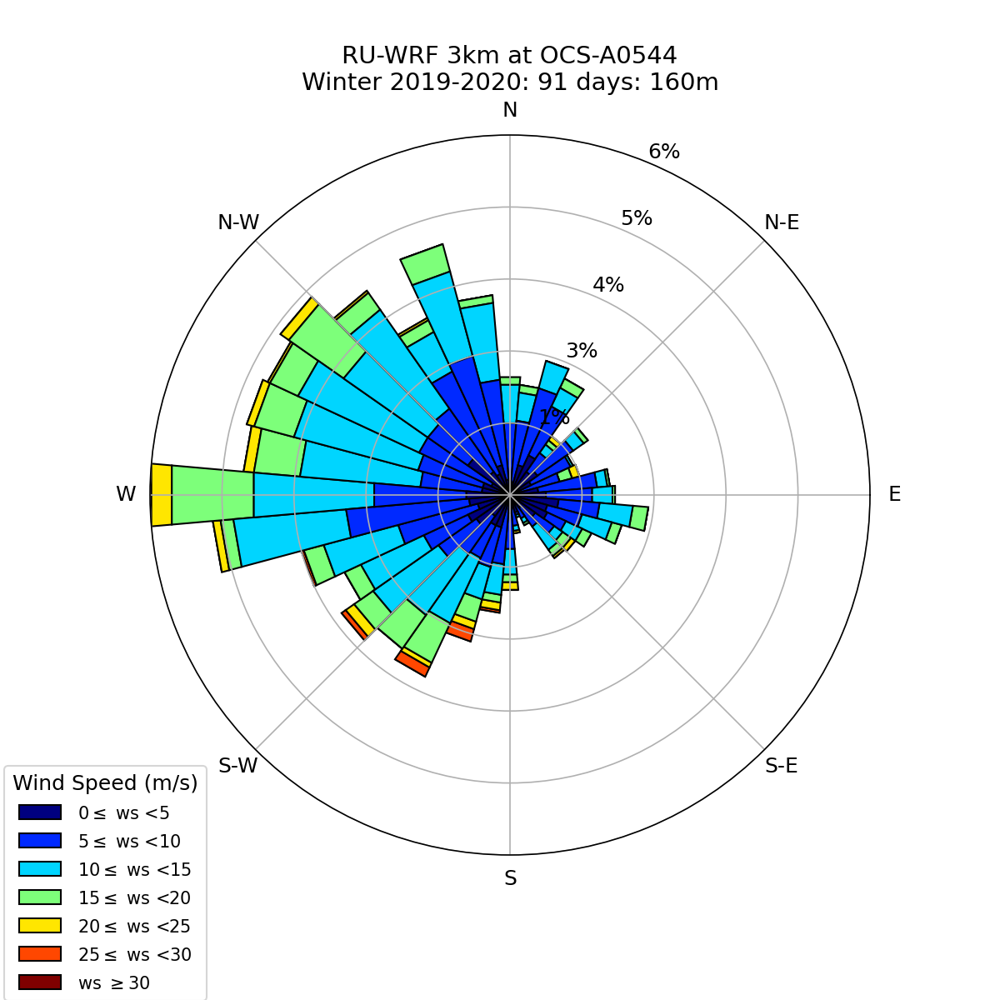 RU-WRF 3km at OCS-A0544
Winter 2019-2020: 91 days: 160m
N
6%
N-W
5%
N-E
4%
3%
1%
W
E
S-W
S-E
S
Wind Speed (m/s)
0≤ ws <5
5≤ ws <10
10≤ ws <15
15≤ ws <20
20≤ ws <25
25≤ ws <30
ws ≥30